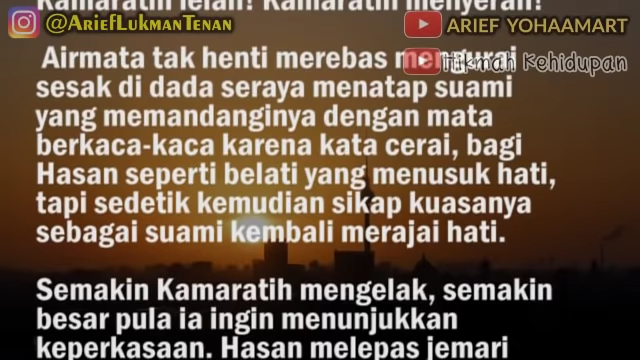 Kamaratih lelah! Kamaratih menyerah!
@AriefLukmanTenan
ARIEF YOHAAMART
Hikmah Kehidupan
Airmata tak henti merebas mengurai
sesak di dada seraya menatap suami
yang memandanginya dengan mata
berkaca-kaca karena kata cerai, bagi
Hasan seperti belati yang menusuk hati,
tapi sedetik kemudian sikap kuasanya
sebagai suami kembali merajai hati.
Semakin Kamaratih mengelak, semakin
besar pula ia ingin menunjukkan
keperkasaan. Hasan melepas jemari